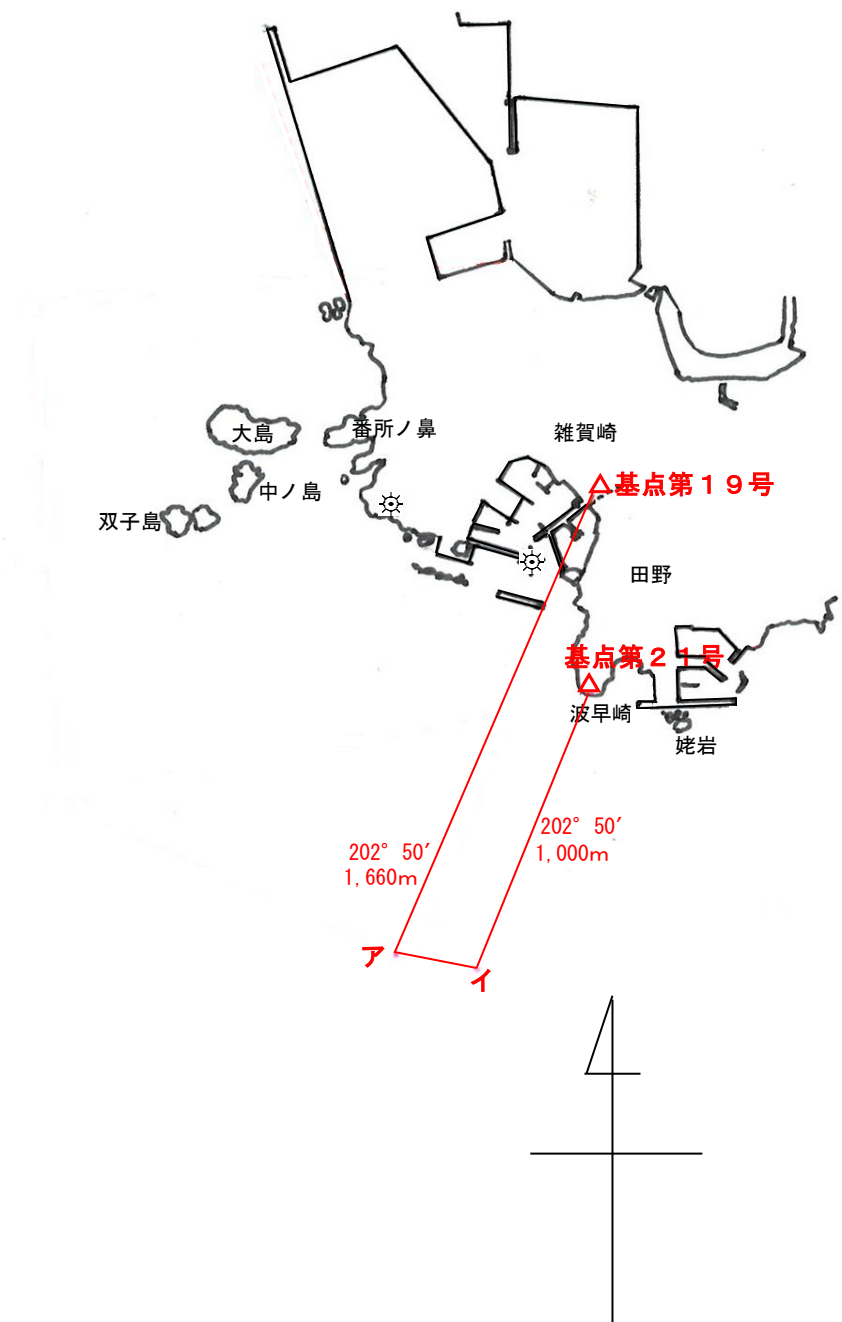 番所ノ鼻
雑賀崎
大島
基点第１９号
中ノ島
双子島
田野
基点第２１号
波早崎
姥岩
202°50′
1,000ｍ
202°50′
1,660ｍ
ア
イ